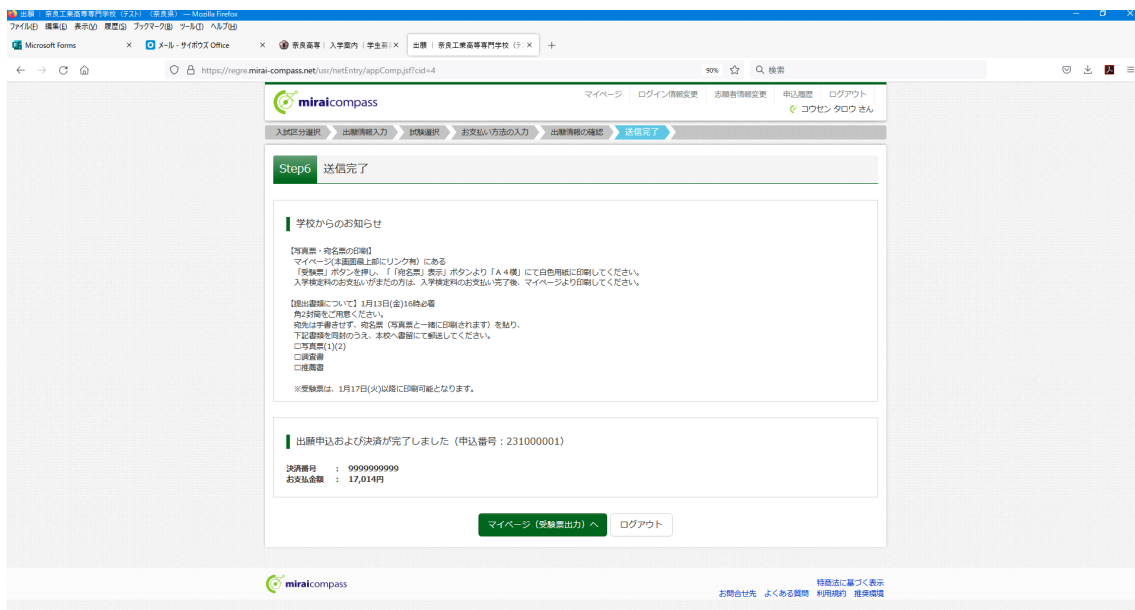 出願 | 奈良工業高等専門学校（テスト）（奈良県） — Mozilla Firefox
ファイル(F) 編集(E) 表示(V) 履歴(S) ブックマーク(B) ツール(T) ヘルプ(H)
Microsoft Forms
メール - サイボウズ Office
奈良高専 | 入学案内 | 学生募
出願 | 奈良工業高等専門学校（テ
https://regre.mirai-compass.net/usr/netEntry/appComp.jsf?cid=4
90%
検索
miraicompass
マイページ ログイン情報変更 志願者情報変更 申込履歴 ログアウト
コウセン タロウ さん
入試区分選択 出願情報入力 試験選択 お支払い方法の入力 出願情報の確認 送信完了
Step6 送信完了
学校からのお知らせ
【写真票・宛名票の印刷】
マイページ(本画面最上部にリンク有）にある
「受験票」ボタンを押し、「「宛名票」表示」ボタンより「Ａ４横」にて白色用紙に印刷してください。
入学検定料のお支払いがまだの方は、入学検定料のお支払い完了後、マイページより印刷してください。
【提出書類について】1月13日(金)16時必着
角2封筒をご用意ください。
宛先は手書きせず、宛名票（写真票と一緒に印刷されます）を貼り、
下記書類を同封のうえ、本校へ書留にて郵送してください。
□写真票(1)(2)
□調査書
□推薦書
※受験票は、1月17日(火)以降に印刷可能となります。
出願申込および決済が完了しました（申込番号：231000001）
決済番号 ： 9999999999
お支払金額 ： 17,014円
マイページ（受験票出力）へ ログアウト
miraicompass
特商法に基づく表示
お問合せ先 よくある質問 利用規約 推奨環境